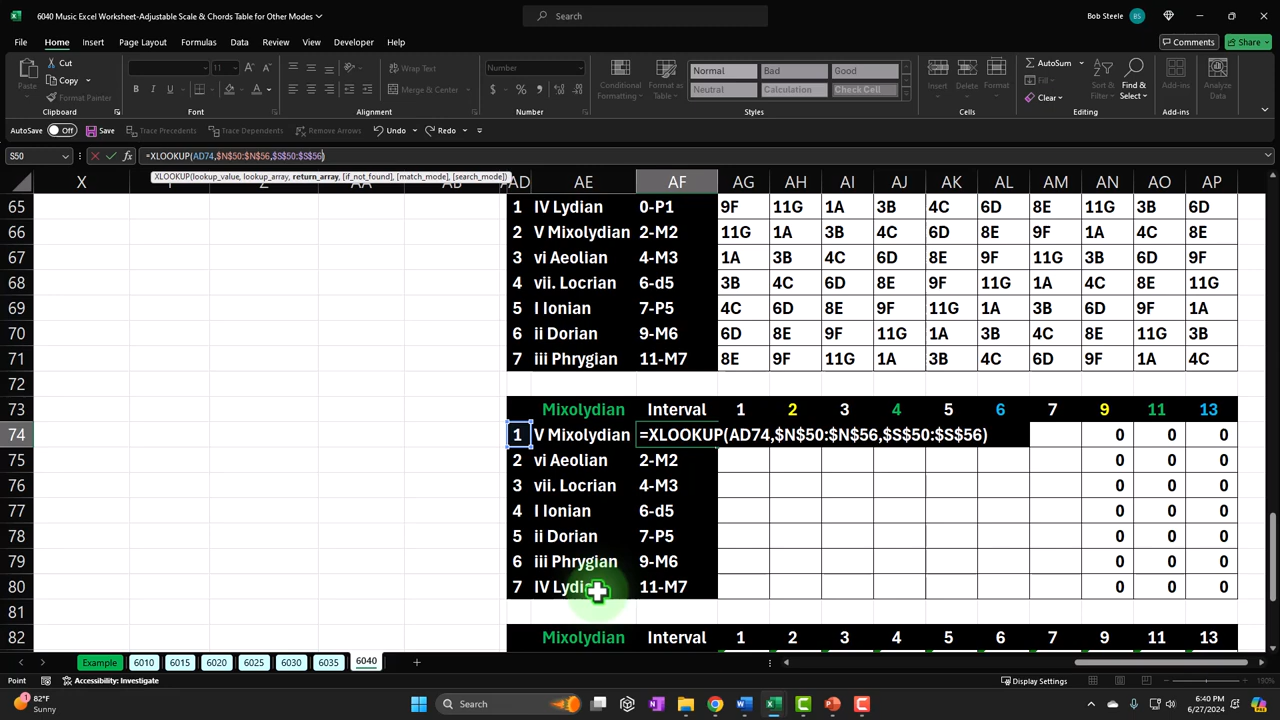 6040 Music Excel Worksheet-Adjustable Scale & Chords Table for Other Modes
Search
Bob Steele
BS
File Home Insert Page Layout Formulas Data Review View Developer Help
Comments
Share
Paste
Cut
Copy
Format Painter
Clipboard
Font
Wrap Text
Merge & Center
Alignment
Number
Number
Conditional Formatting
Format as Table
Normal Bad Good
Neutral Calculation Check Cell
Styles
Insert Delete Format
Cells
AutoSum
Fill
Clear
Sort & Filter
Find & Select
Editing
Add-ins
Add-ins
Analyze Data
AutoSave Off Save Trace Precedents Trace Dependents Remove Arrows Undo Redo
S50 =XLOOKUP(AD74,$N$50:$N$56,$S$50:$S$56)
XLOOKUP(lookup_value, lookup_array, return_array, [if_not_found], [match_mode], [search_mode])
X Z AA AD AE AF AG AH AI AJ AK AL AM AN AO AP
65 1 IV Lydian 0-P1 9F 11G 1A 3B 4C 6D 8E 11G 3B 6D
66 2 V Mixolydian 2-M2 11G 1A 3B 4C 6D 8E 9F 1A 4C 8E
67 3 vi Aeolian 4-M3 1A 3B 4C 6D 8E 9F 11G 3B 6D 9F
68 4 vii. Locrian 6-d5 3B 4C 6D 8E 9F 11G 1A 4C 8E 11G
69 5 I Ionian 7-P5 4C 6D 8E 9F 11G 1A 3B 6D 9F 1A
70 6 ii Dorian 9-M6 6D 8E 9F 11G 1A 3B 4C 8E 11G 3B
71 7 iii Phrygian 11-M7 8E 9F 11G 1A 3B 4C 6D 9F 1A 4C
72
73 Mixolydian Interval 1 2 3 4 5 6 7 9 11 13
74 1 V Mixolydian =XLOOKUP(AD74,$N$50:$N$56,$S$50:$S$56) 0 0 0
75 2 vi Aeolian 2-M2 0 0 0
76 3 vii. Locrian 4-M3 0 0 0
77 4 I Ionian 6-d5 0 0 0
78 5 ii Dorian 7-P5 0 0 0
79 6 iii Phrygian 9-M6 0 0 0
80 7 IV Lydian 11-M7 0 0 0
81
82 Mixolydian Interval 1 2 3 4 5 6 7 9 11 13
Example 6010 6015 6020 6025 6030 6035 6040
Point Accessibility: Investigate Display Settings 190%
82°F
Sunny
Search
6:40 PM
6/27/2024